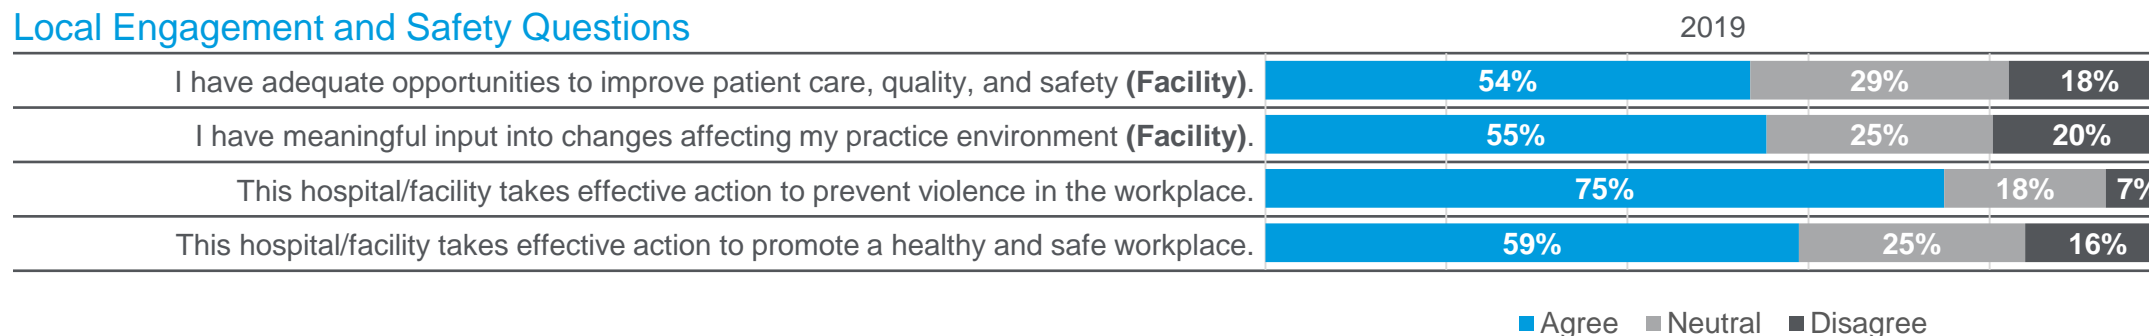 Local Engagement and Safety Questions 2019
I have adequate opportunities to improve patient care, quality, and safety (Facility). 54% 29% 18%
I have meaningful input into changes affecting my practice environment (Facility). 55% 25% 20%
This hospital/facility takes effective action to prevent violence in the workplace. 75% 18% 7%
This hospital/facility takes effective action to promote a healthy and safe workplace. 59% 25% 16%
Agree Neutral Disagree